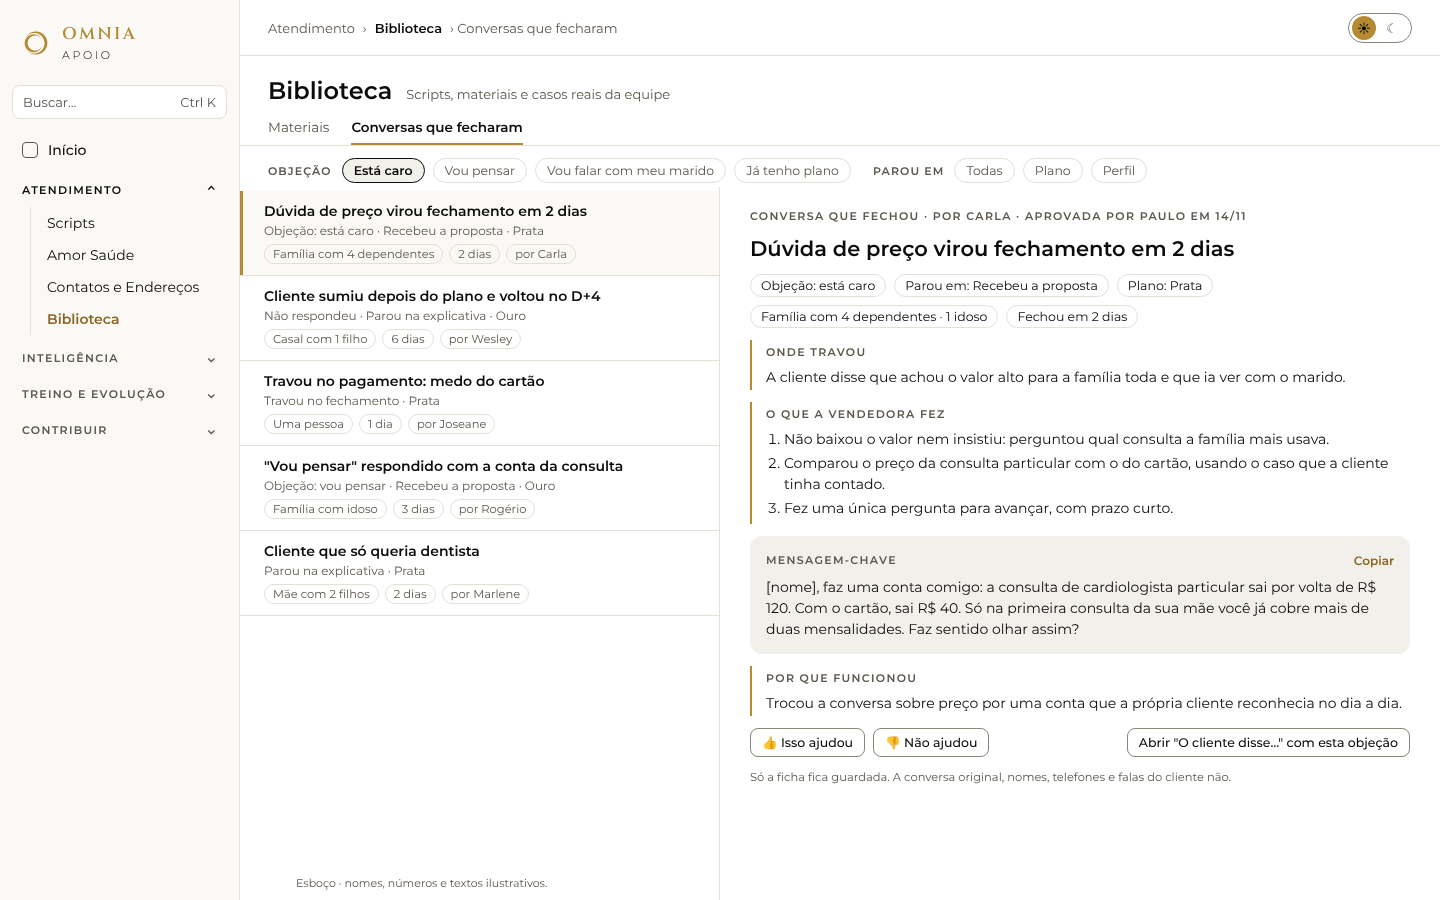 OMNIA
APOIO
Buscar... Ctrl K
Início
ATENDIMENTO
Scripts
Amor Saúde
Contatos e Endereços
Biblioteca
INTELIGÊNCIA
TREINO E EVOLUÇÃO
CONTRIBUIR
Atendimento › Biblioteca › Conversas que fecharam
Biblioteca Scripts, materiais e casos reais da equipe
Materiais Conversas que fecharam
OBJEÇÃO Está caro Vou pensar Vou falar com meu marido Já tenho plano PAROU EM Todas Plano Perfil
Dúvida de preço virou fechamento em 2 dias
Objeção: está caro · Recebeu a proposta · Prata
Família com 4 dependentes 2 dias por Carla
Cliente sumiu depois do plano e voltou no D+4
Não respondeu · Parou na explicativa · Ouro
Casal com 1 filho 6 dias por Wesley
Travou no pagamento: medo do cartão
Travou no fechamento · Prata
Uma pessoa 1 dia por Joseane
"Vou pensar" respondido com a conta da consulta
Objeção: vou pensar · Recebeu a proposta · Ouro
Família com idoso 3 dias por Rogério
Cliente que só queria dentista
Parou na explicativa · Prata
Mãe com 2 filhos 2 dias por Marlene
Esboço · nomes, números e textos ilustrativos.
CONVERSA QUE FECHOU · POR CARLA · APROVADA POR PAULO EM 14/11
Dúvida de preço virou fechamento em 2 dias
Objeção: está caro Parou em: Recebeu a proposta Plano: Prata
Família com 4 dependentes · 1 idoso Fechou em 2 dias
ONDE TRAVOU
A cliente disse que achou o valor alto para a família toda e que ia ver com o marido.
O QUE A VENDEDORA FEZ
1. Não baixou o valor nem insistiu: perguntou qual consulta a família mais usava.
2. Comparou o preço da consulta particular com o do cartão, usando o caso que a cliente
tinha contado.
3. Fez uma única pergunta para avançar, com prazo curto.
MENSAGEM-CHAVE Copiar
[nome], faz uma conta comigo: a consulta de cardiologista particular sai por volta de R$
120. Com o cartão, sai R$ 40. Só na primeira consulta da sua mãe você já cobre mais de
duas mensalidades. Faz sentido olhar assim?
POR QUE FUNCIONOU
Trocou a conversa sobre preço por uma conta que a própria cliente reconhecia no dia a dia.
👍 Isso ajudou 👎 Não ajudou Abrir "O cliente disse..." com esta objeção
Só a ficha fica guardada. A conversa original, nomes, telefones e falas do cliente não.